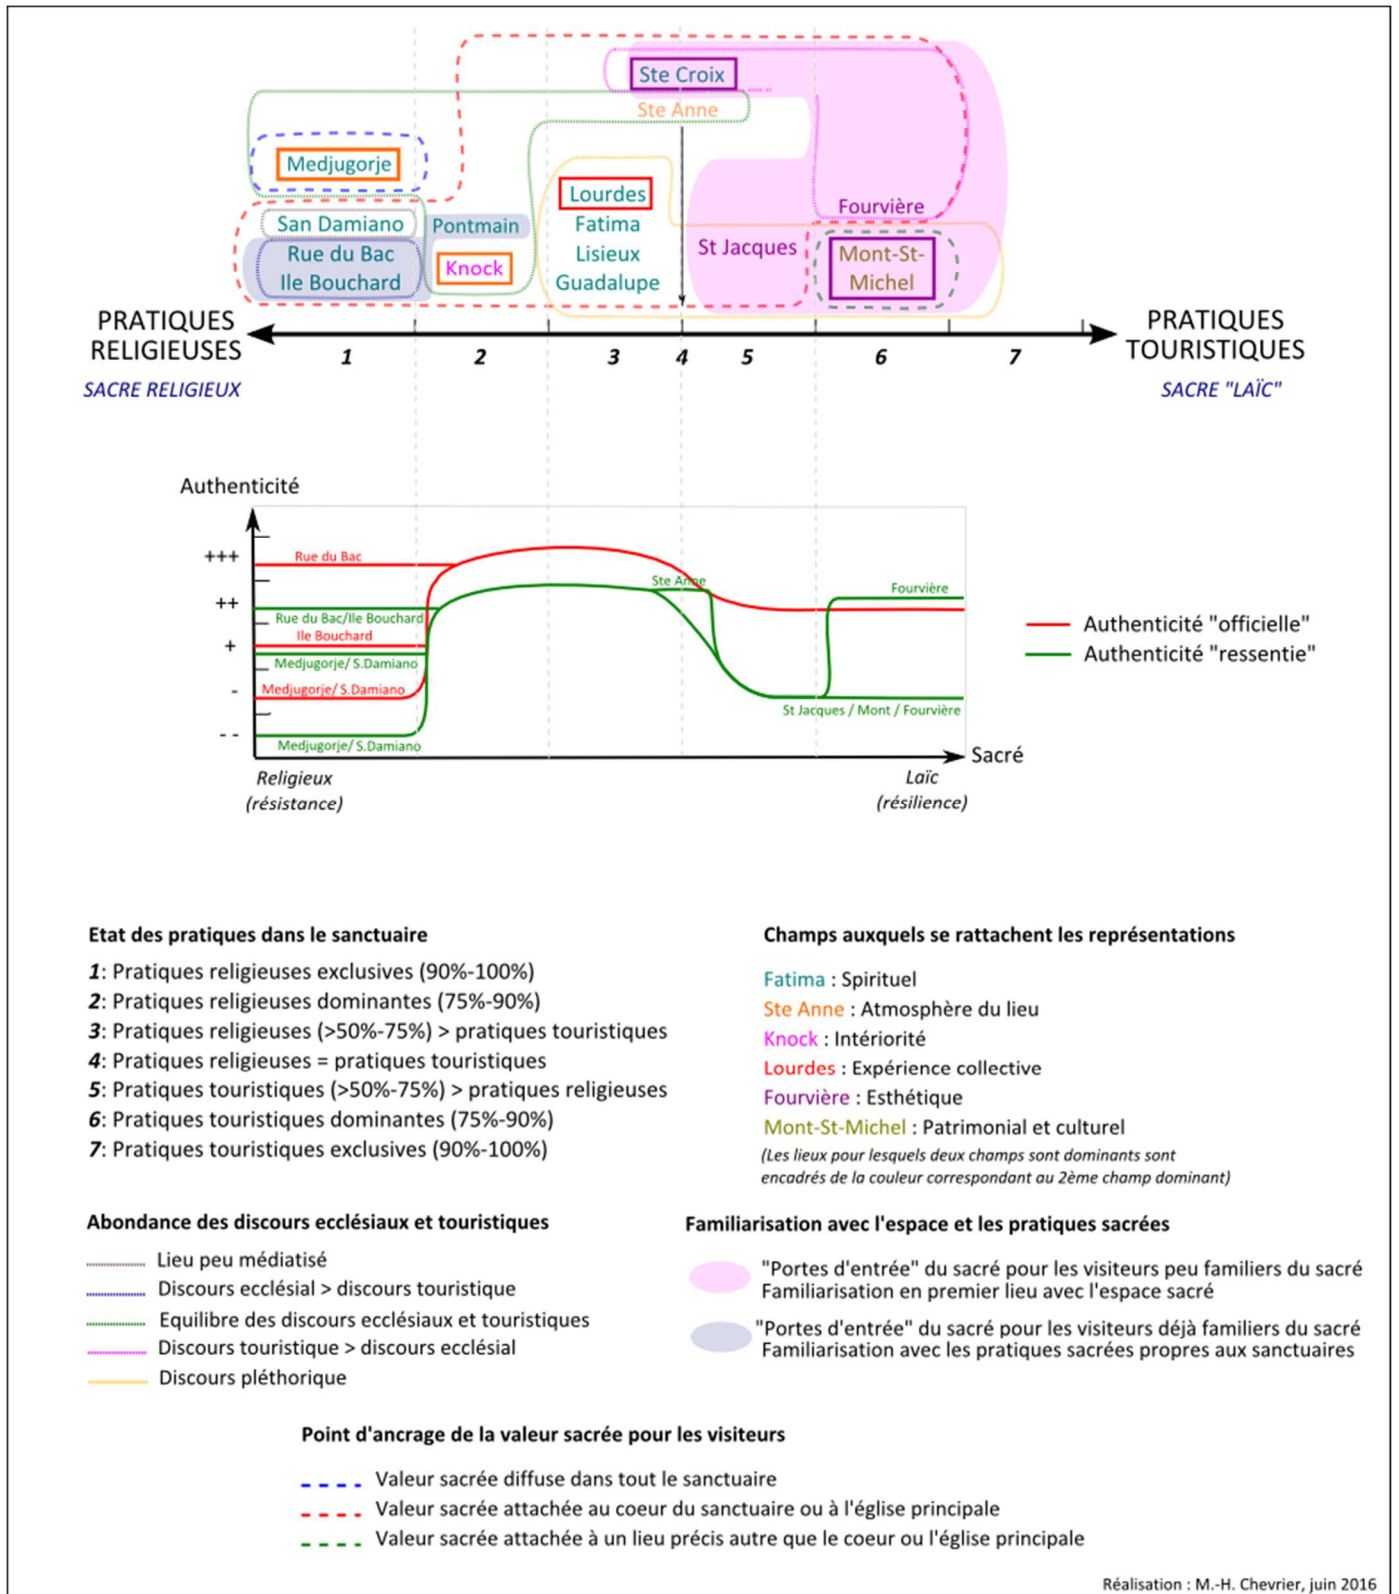 Ste Croix
Ste Anne
Medjugorje
Lourdes
San Damiano
Pontmain
Fatima
Fourvière
Rue du Bac
Lisieux
St Jacques
Mont-St-
Michel
Ile Bouchard
Knock
Guadalupe
PRATIQUES
RELIGIEUSES
1
2
3
4
5
6
7
PRATIQUES
TOURISTIQUES
SACRE RELIGIEUX
SACRE "LAÏC"
Authenticité
+++
Rue du Bac
Ste Anne
Fourvière
++
Rue du Bac/Ile Bouchard
Ile Bouchard
+
Medjugorje/ S.Damiano
-
Medjugorje/ S.Damiano
St Jacques / Mont / Fourvière
- -
Medjugorje/ S.Damiano
Authenticité "officielle"
Authenticité "ressentie"
Sacré
Religieux
(résistance)
Laïc
(résilience)
Etat des pratiques dans le sanctuaire
1: Pratiques religieuses exclusives (90%-100%)
2: Pratiques religieuses dominantes (75%-90%)
3: Pratiques religieuses (>50%-75%) > pratiques touristiques
4: Pratiques religieuses = pratiques touristiques
5: Pratiques touristiques (>50%-75%) > pratiques religieuses
6: Pratiques touristiques dominantes (75%-90%)
7: Pratiques touristiques exclusives (90%-100%)
Champs auxquels se rattachent les représentations
Fatima : Spirituel
Ste Anne : Atmosphère du lieu
Knock : Intériorité
Lourdes : Expérience collective
Fourvière : Esthétique
Mont-St-Michel : Patrimonial et culturel
(Les lieux pour lesquels deux champs sont dominants sont
encadrés de la couleur correspondant au 2ème champ dominant)
Abondance des discours ecclésiaux et touristiques
Lieu peu médiatisé
Discours ecclésial > discours touristique
Equilibre des discours ecclésiaux et touristiques
Discours touristique > discours ecclésial
Discours pléthorique
Familiarisation avec l'espace et les pratiques sacrées
"Portes d'entrée" du sacré pour les visiteurs peu familiers du sacré
Familiarisation en premier lieu avec l'espace sacré
"Portes d'entrée" du sacré pour les visiteurs déjà familiers du sacré
Familiarisation avec les pratiques sacrées propres aux sanctuaires
Point d'ancrage de la valeur sacrée pour les visiteurs
Valeur sacrée diffuse dans tout le sanctuaire
Valeur sacrée attachée au coeur du sanctuaire ou à l'église principale
Valeur sacrée attachée à un lieu précis autre que le coeur ou l'église principale
Réalisation : M.-H. Chevrier, juin 2016